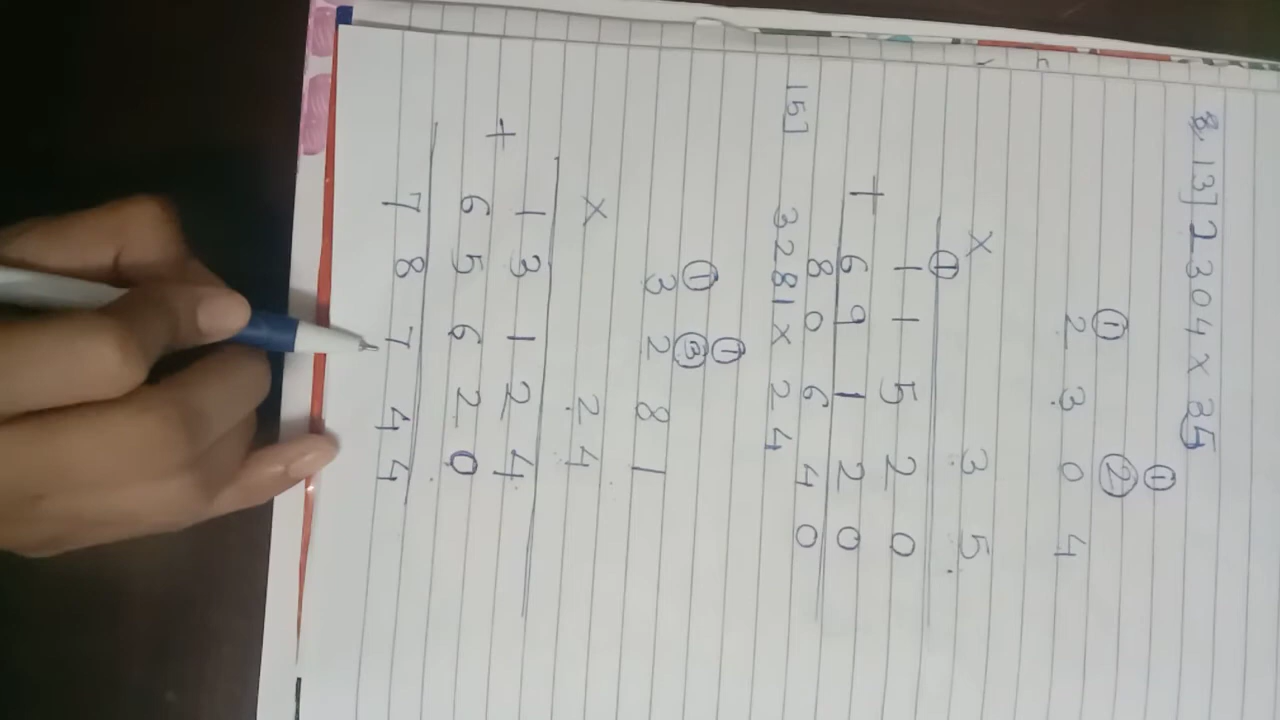 13] 2304 × 35
① 
② ①
2 3 0 4
× 3 5
①
1 1 5 2 0
+ 6 9 1 2 0
8 0 6 4 0
15] 3281 × 24
①
① ③
3 2 8 1
× 2 4
1 3 1 2 4
+ 6 5 6 2 0
7 8 7 4 4